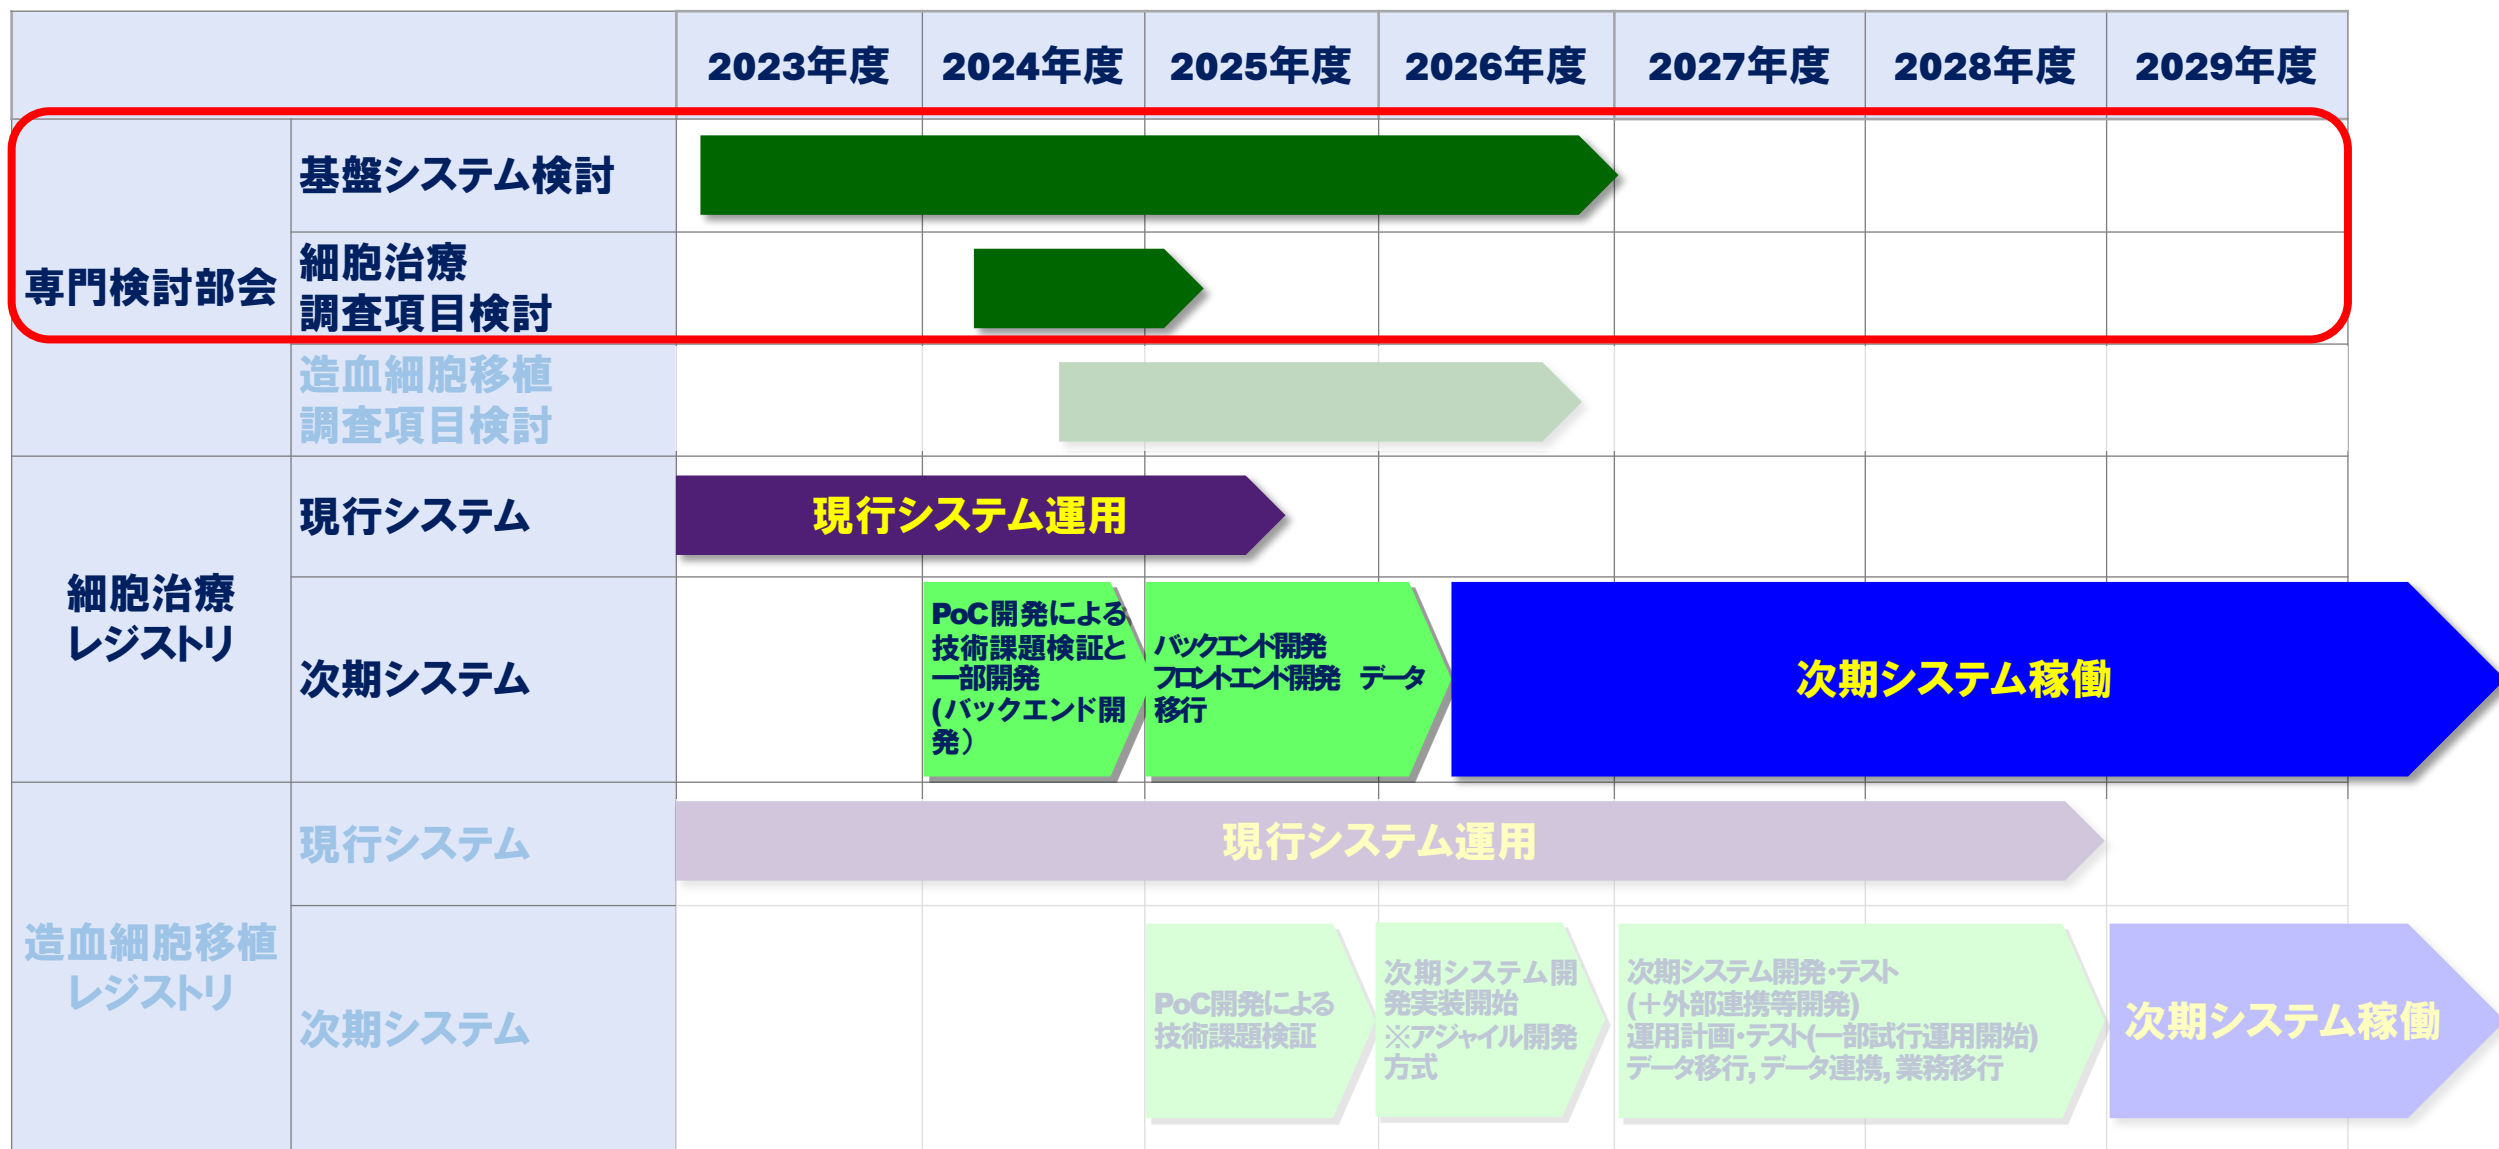 2023年度 2024年度 2025年度 2026年度 2027年度 2028年度 2029年度
専門検討部会
基盤システム検討
細胞治療
調査項目検討
造血細胞移植
調査項目検討
細胞治療
レジストリ
現行システム
現行システム運用
次期システム
PoC開発による
技術課題検証と
一部開発
(バックエンド開
発）
バックエンド開発
フロントエンド開発　データ
移行
次期システム稼働
造血細胞移植
レジストリ
現行システム
現行システム運用
次期システム
PoC開発による
技術課題検証
次期システム開
発実装開始
※アジャイル開発
方式
次期システム開発・テスト
(＋外部連携等開発)
運用計画・テスト(一部試行運用開始)
データ移行，データ連携，業務移行
次期システム稼働